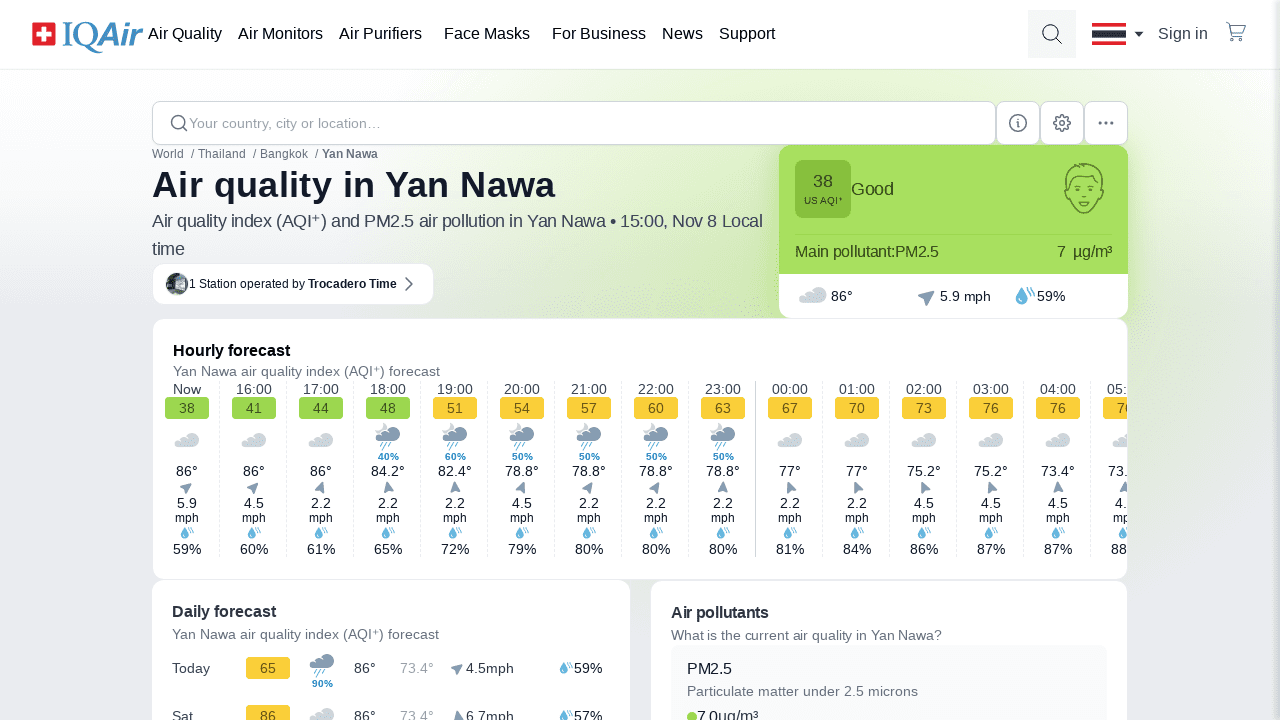 IQAir
Air Quality
Air Monitors
Air Purifiers
Face Masks
For Business
News
Support
Sign in
Your country, city or location…
World / Thailand / Bangkok / Yan Nawa
Air quality in Yan Nawa
Air quality index (AQI⁺) and PM2.5 air pollution in Yan Nawa • 15:00, Nov 8 Local
time
1 Station operated by Trocadero Time
38
US AQI⁺
Good
Main pollutant:PM2.5
7 µg/m³
86° 5.9 mph 59%
Hourly forecast
Yan Nawa air quality index (AQI⁺) forecast
Now 16:00 17:00 18:00 19:00 20:00 21:00 22:00 23:00 00:00 01:00 02:00 03:00 04:00
38 41 44 48 51 54 57 60 63 67 70 73 76 76
40% 60% 50% 50% 50% 50%
86° 86° 86° 84.2° 82.4° 78.8° 78.8° 78.8° 78.8° 77° 77° 75.2° 75.2° 73.4°
5.9 4.5 2.2 2.2 2.2 2.2 2.2 2.2 2.2 2.2 2.2 4.5 4.5 4.5
mph mph mph mph mph mph mph mph mph mph mph mph mph mph
59% 60% 61% 65% 72% 79% 80% 80% 80% 81% 84% 86% 87% 87%
Daily forecast
Yan Nawa air quality index (AQI⁺) forecast
Today 65 86° 73.4° 4.5mph 59%
90%
Sat 86 86° 73.4° 6.7mph 57%
Air pollutants
What is the current air quality in Yan Nawa?
PM2.5
Particulate matter under 2.5 microns
7.0µg/m³